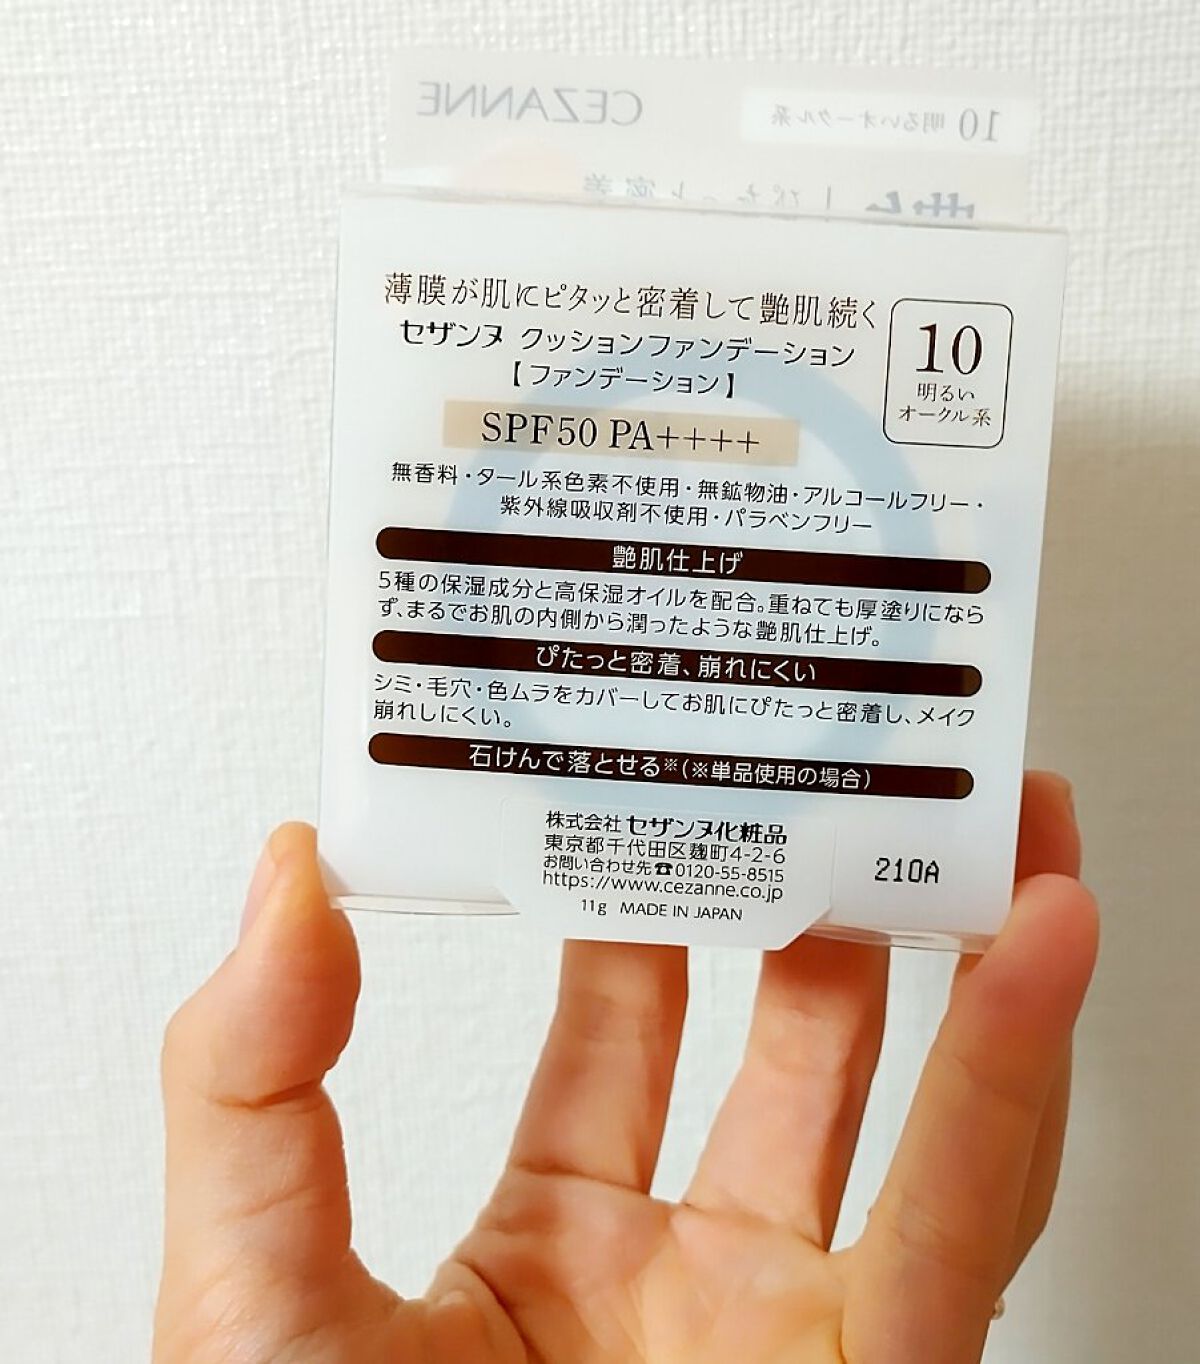 CEZANNE
10 明るいオークル系
ぴたっと密着
薄膜が肌にピタッと密着して艶肌続く
セザンヌ クッションファンデーション
【ファンデーション】
SPF50 PA++++
10
明るい
オークル系
無香料・タール系色素不使用・無鉱物油・アルコールフリー・
紫外線吸収剤不使用・パラベンフリー
艶肌仕上げ
5種の保湿成分と高保湿オイルを配合。重ねても厚塗りになら
ず、まるでお肌の内側から潤ったような艶肌仕上げ。
ぴたっと密着、崩れにくい
シミ・毛穴・色ムラをカバーしてお肌にぴたっと密着し、メイク
崩れしにくい。
石けんで落とせる※(※単品使用の場合)
株式会社 セザンヌ化粧品
東京都千代田区麹町4-2-6
お問い合わせ先☎0120-55-8515
https://www.cezanne.co.jp
11g MADE IN JAPAN
210A